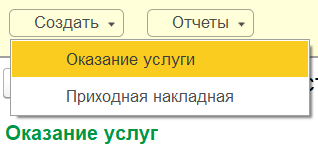 Создать Отчеты
Оказание услуги
Приходная накладная
Оказание услуг